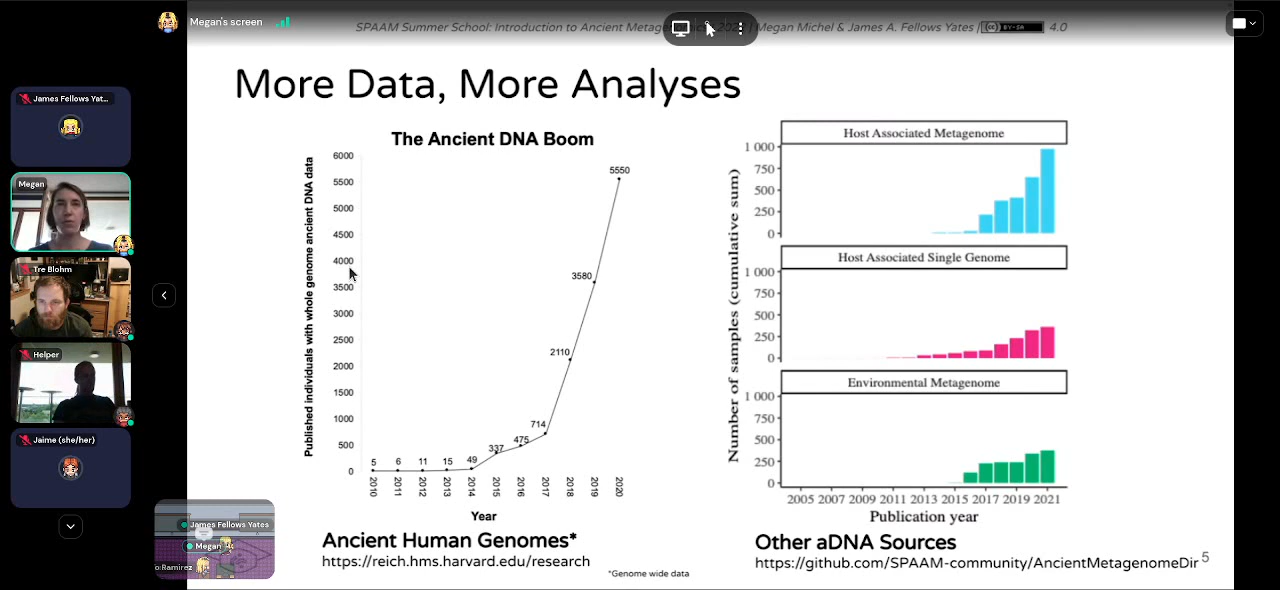 Megan's screen
SPAAM Summer School: Introduction to Ancient Metag
| Megan Michel & James A. Fellows Yates | BY-SA 4.0
More Data, More Analyses
James Fellows Yat...
Megan
Tre Blohm
Helper
Jaime (she/her)
James Fellows Yates
Megan
Ramirez
The Ancient DNA Boom
Published individuals with whole genome ancient DNA data
6000
5500
5000
4500
4000
3500
3000
2500
2000
1500
1000
500
0
5
6
11
15
49
337
475
714
2110
3580
5550
2010
2011
2012
2013
2014
2015
2016
2017
2018
2019
2020
Year
Ancient Human Genomes*
https://reich.hms.harvard.edu/research
*Genome wide data
Number of samples (cumulative sum)
Host Associated Metagenome
1 000
750
500
250
0
Host Associated Single Genome
1 000
750
500
250
0
Environmental Metagenome
1 000
750
500
250
0
2005 2007 2009 2011 2013 2015 2017 2019 2021
Publication year
Other aDNA Sources
https://github.com/SPAAM-community/AncientMetagenomeDir
5